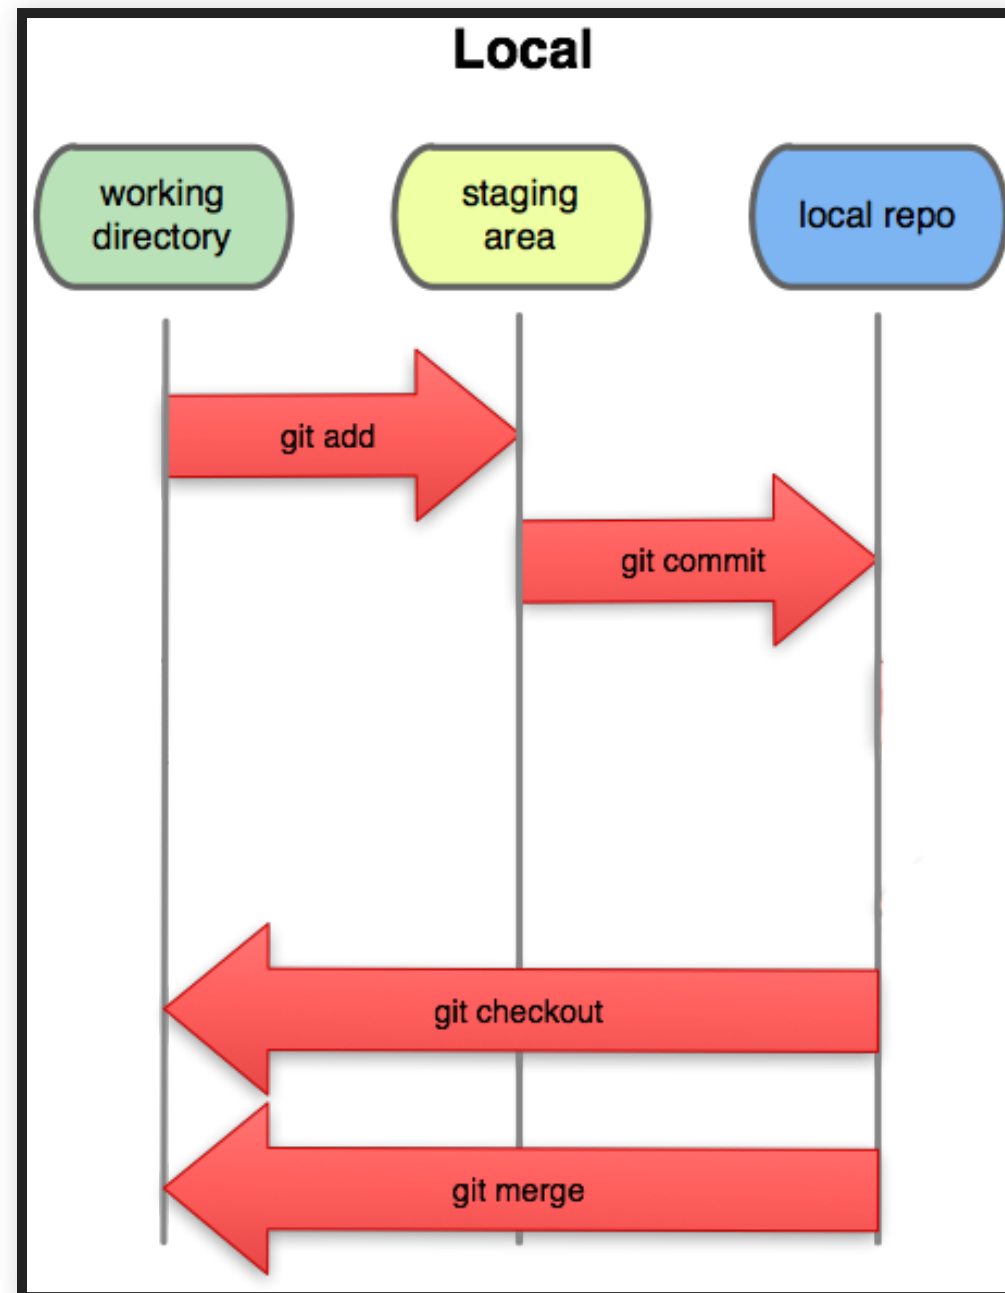 Local
working
directory
staging
area
local repo
git add
git commit
git checkout
git merge